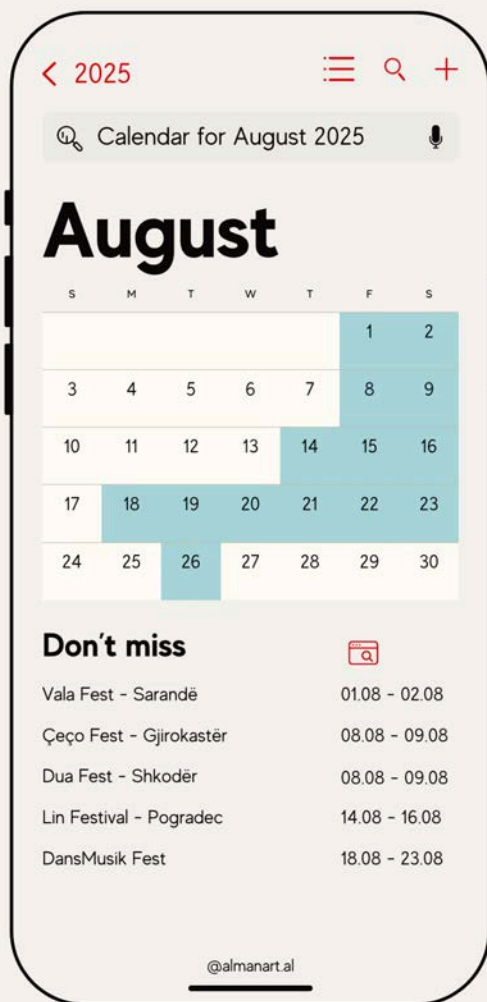 2025
Calendar for August 2025
August
S M T W T F S
1 2
3 4 5 6 7 8 9
10 11 12 13 14 15 16
17 18 19 20 21 22 23
24 25 26 27 28 29 30
Don't miss
Vala Fest - Sarandë 01.08 - 02.08
Çeço Fest - Gjirokastër 08.08 - 09.08
Dua Fest - Shkodër 08.08 - 09.08
Lin Festival - Pogradec 14.08 - 16.08
DansMusik Fest 18.08 - 23.08
@almanart.al